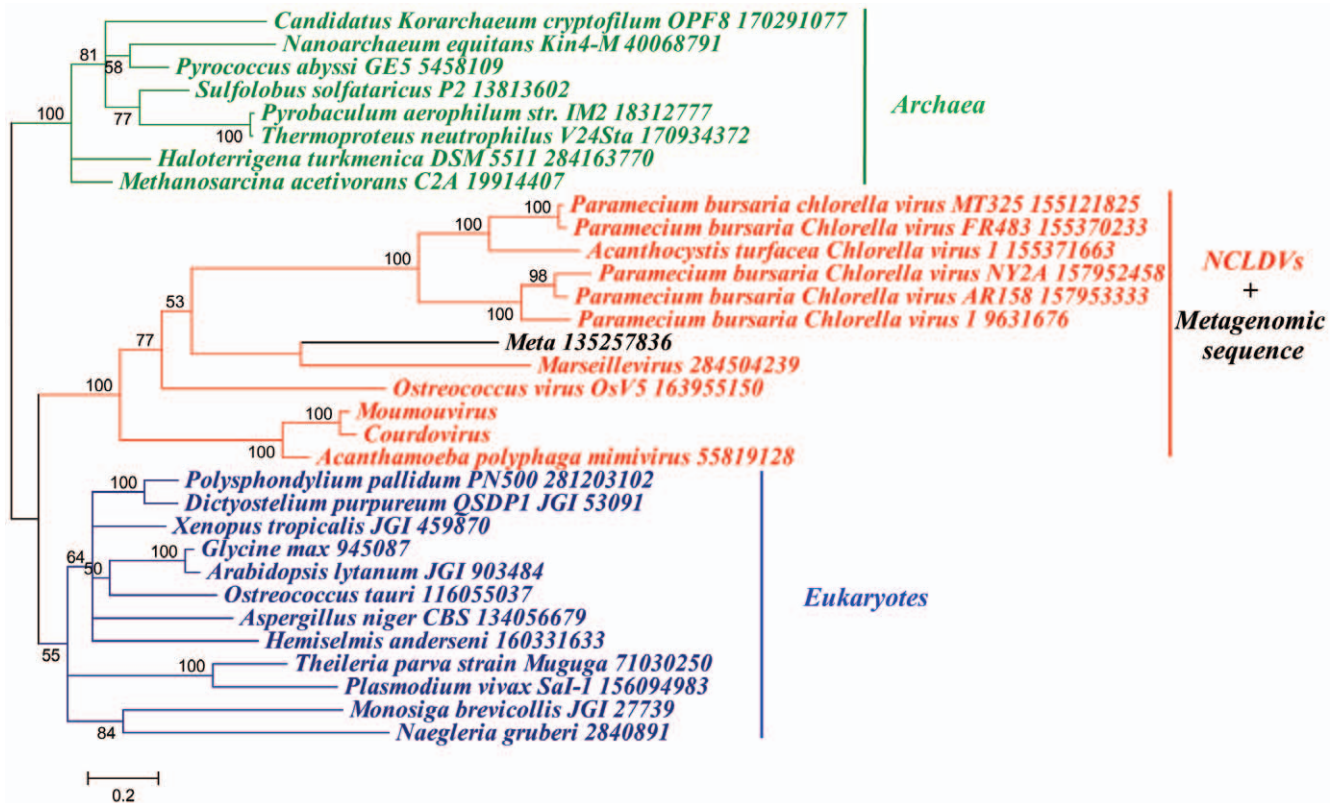 Candidatus Korarchaeum cryptofilum OPF8 170291077
Nanoarchaeum equitans Kin4-M 40068791
81
58
Pyrococcus abyssi GE5 5458109
Sulfolobus solfataricus P2 13813602
Archaea
77
Pyrobaculum aerophilum str. IM2 18312777
100
100
Thermoproteus neutrophilus V24Sta 170934372
Haloterrigena turkmenica DSM 5511 284163770
Methanosarcina acetivorans C2A 19914407
100
Paramecium bursaria chlorella virus MT325 155121825
Paramecium bursaria Chlorella virus FR483 155370233
100
Acanthocystis turfacea Chlorella virus 1 155371663
100
98
Paramecium bursaria Chlorella virus NY2A 157952458
NCLDVs
+
Metagenomic
sequence
53
Paramecium bursaria Chlorella virus AR158 157953333
100
Paramecium bursaria Chlorella virus 1 9631676
77
Meta 135257836
Marseillevirus 284504239
100
Ostreococcus virus OsV5 163955150
100
Moumouvirus
Courdovirus
100
Acanthamoeba polyphaga mimivirus 55819128
100
Polysphondylium pallidum PN500 281203102
Dictyostelium purpureum QSDP1 JGI 53091
Xenopus tropicalis JGI 459870
64
100
Glycine max 945087
50
Arabidopsis lytanum JGI 903484
Ostreococcus tauri 116055037
Eukaryotes
Aspergillus niger CBS 134056679
Hemiselmis anderseni 160331633
55
100
Theileria parva strain Muguga 71030250
Plasmodium vivax SaI-1 156094983
Monosiga brevicollis JGI 27739
84
Naegleria gruberi 2840891
0.2